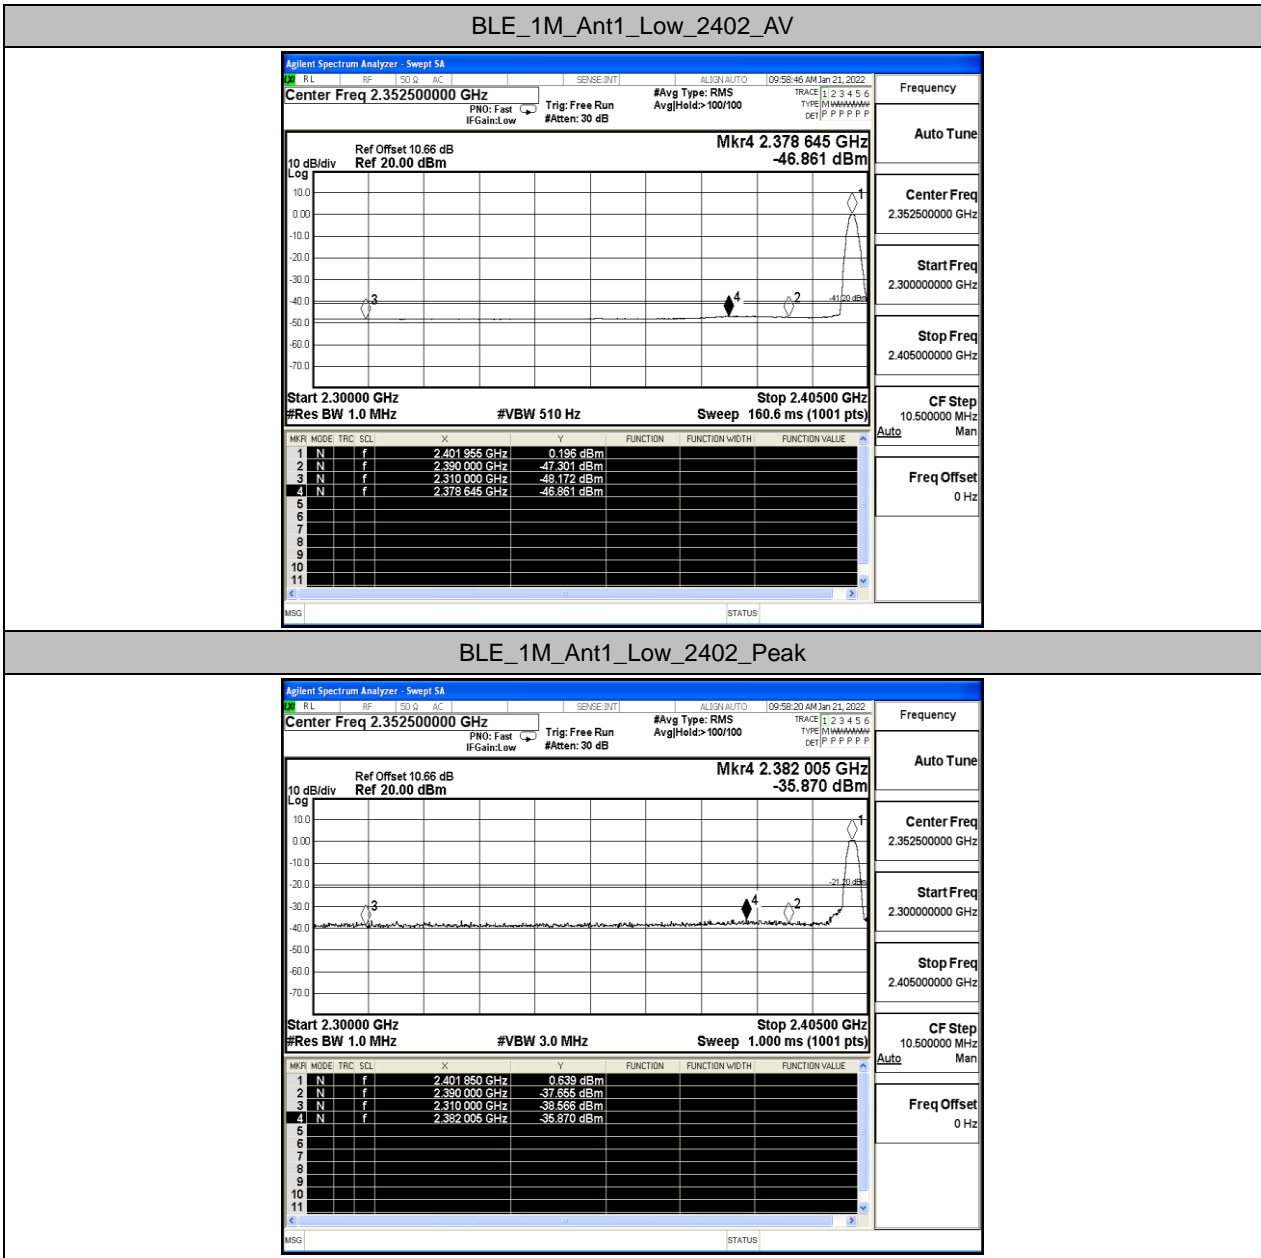 BLE_1M_Ant1_Low_2402_AV
Agilent Spectrum Analyzer - Swept SA
LXI RL RF 50 Ω AC SENSE:INT ALIGN AUTO 09:58:46 AM Jan 21, 2022
Center Freq 2.352500000 GHz #Avg Type: RMS TRACE 1 2 3 4 5 6
PNO: Fast Trig: Free Run Avg|Hold:>100/100 TYPE M WWWWW
IFGain:Low #Atten: 30 dB DET P P P P P P
Mkr4 2.378 645 GHz
Ref Offset 10.66 dB
10 dB/div Ref 20.00 dBm -46.861 dBm
Log
10.0
0.00
-10.0
-20.0
-30.0
-40.0
-50.0
-60.0
-70.0
1
3
4
2
-41.20 dBm
Start 2.30000 GHz Stop 2.40500 GHz
#Res BW 1.0 MHz #VBW 510 Hz Sweep 160.6 ms (1001 pts)
MKR MODE TRC SCL X Y FUNCTION FUNCTION WIDTH FUNCTION VALUE
1 N f 2.401 955 GHz 0.196 dBm
2 N f 2.390 000 GHz -47.301 dBm
3 N f 2.310 000 GHz -48.172 dBm
4 N f 2.378 645 GHz -46.861 dBm
5
6
7
8
9
10
11
MSG STATUS
Frequency
Auto Tune
Center Freq
2.352500000 GHz
Start Freq
2.300000000 GHz
Stop Freq
2.405000000 GHz
CF Step
10.500000 MHz
Auto Man
Freq Offset
0 Hz
BLE_1M_Ant1_Low_2402_Peak
Agilent Spectrum Analyzer - Swept SA
LXI RL RF 50 Ω AC SENSE:INT ALIGN AUTO 09:58:20 AM Jan 21, 2022
Center Freq 2.352500000 GHz #Avg Type: RMS TRACE 1 2 3 4 5 6
PNO: Fast Trig: Free Run Avg|Hold:>100/100 TYPE M WWWWW
IFGain:Low #Atten: 30 dB DET P P P P P P
Mkr4 2.382 005 GHz
Ref Offset 10.66 dB
10 dB/div Ref 20.00 dBm -35.870 dBm
Log
10.0
0.00
-10.0
-20.0
-30.0
-40.0
-50.0
-60.0
-70.0
1
-21.20 dBm
3
4
2
Start 2.30000 GHz Stop 2.40500 GHz
#Res BW 1.0 MHz #VBW 3.0 MHz Sweep 1.000 ms (1001 pts)
MKR MODE TRC SCL X Y FUNCTION FUNCTION WIDTH FUNCTION VALUE
1 N f 2.401 850 GHz 0.639 dBm
2 N f 2.390 000 GHz -37.655 dBm
3 N f 2.310 000 GHz -38.566 dBm
4 N f 2.382 005 GHz -35.870 dBm
5
6
7
8
9
10
11
MSG STATUS
Frequency
Auto Tune
Center Freq
2.352500000 GHz
Start Freq
2.300000000 GHz
Stop Freq
2.405000000 GHz
CF Step
10.500000 MHz
Auto Man
Freq Offset
0 Hz